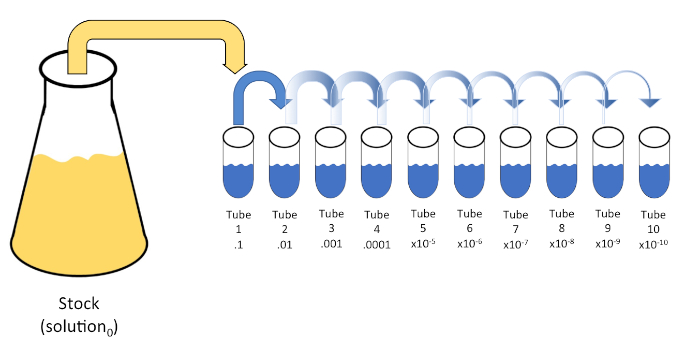 Tube Tube Tube Tube Tube Tube Tube Tube Tube Tube
1 2 3 4 5 6 7 8 9 10
.1 .01 .001 .0001 x10⁻⁵ x10⁻⁶ x10⁻⁷ x10⁻⁸ x10⁻⁹ x10⁻¹⁰
Stock
(solution₀)